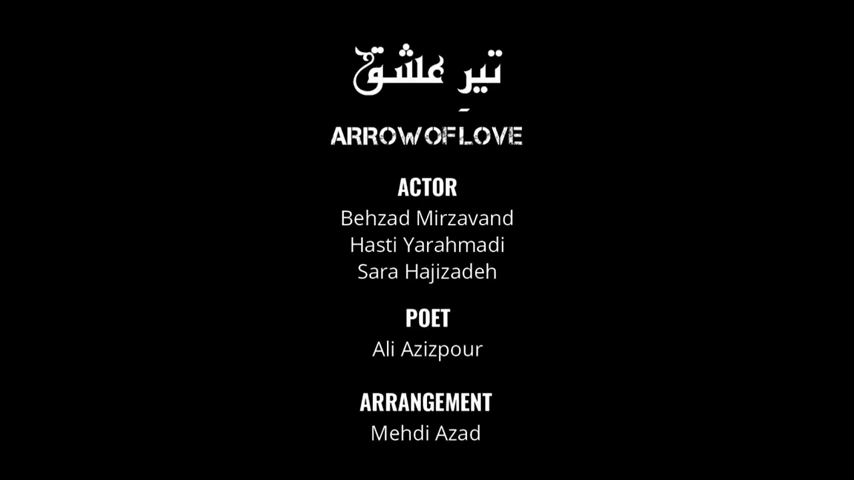 تیرِ عشق
ARROW OF LOVE
ACTOR
Behzad Mirzavand
Hasti Yarahmadi
Sara Hajizadeh
POET
Ali Azizpour
ARRANGEMENT
Mehdi Azad